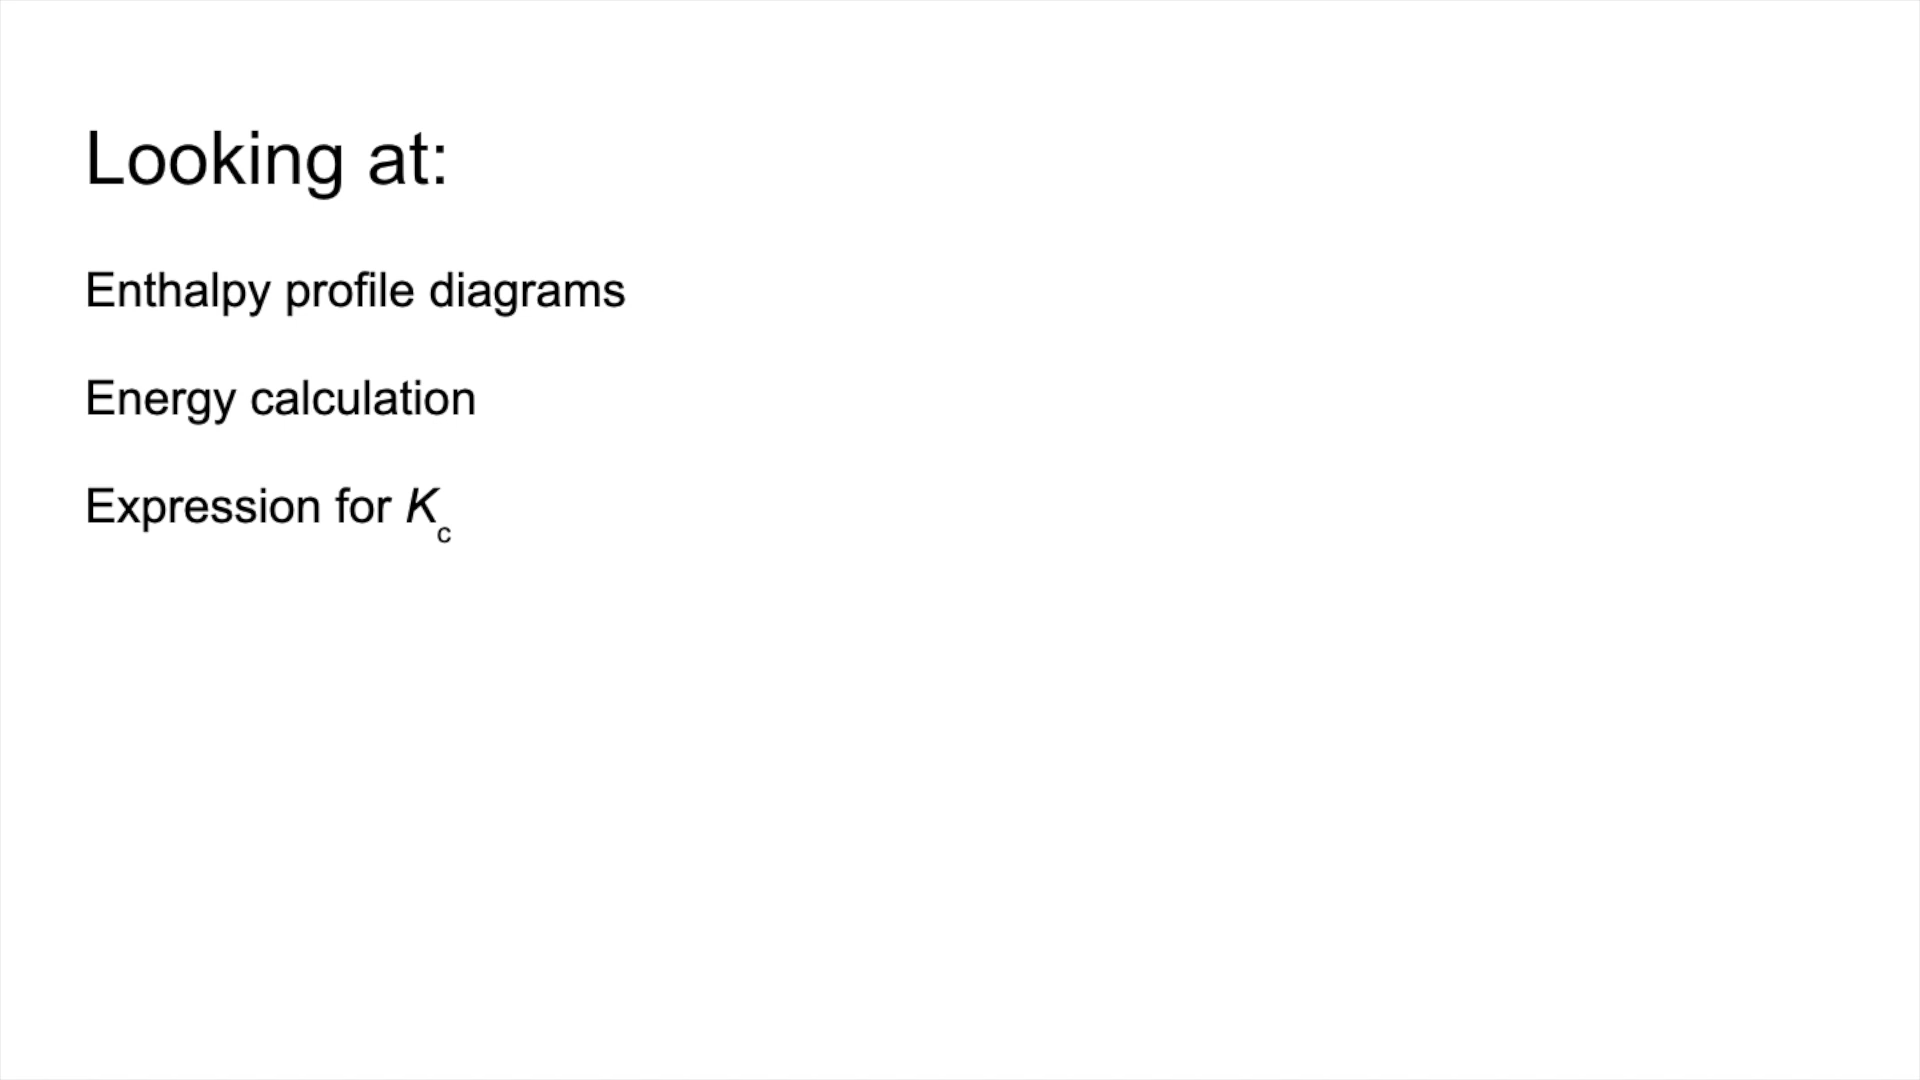 Looking at:
Enthalpy profile diagrams
Energy calculation
Expression for Kc